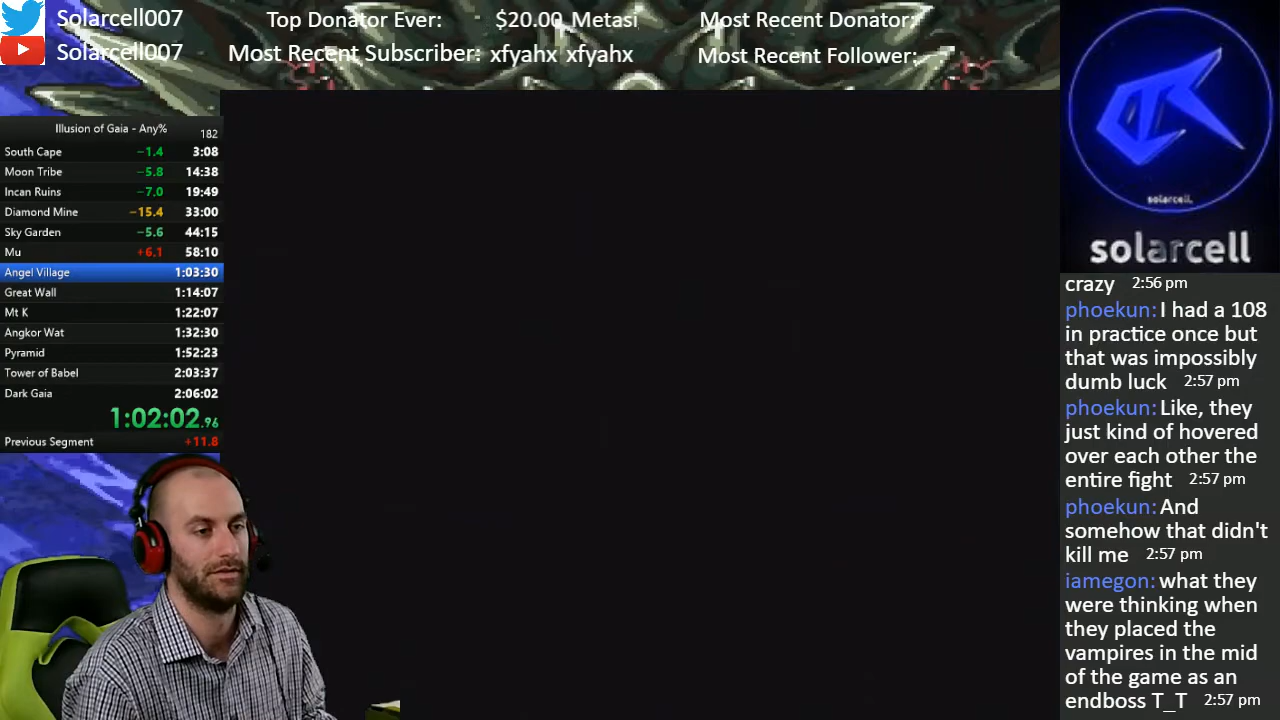 Solarcell007
Solarcell007
Top Donator Ever: $20.00 Metasi
Most Recent Subscriber: xfyahx xfyahx
Most Recent Donator:
Most Recent Follower:
Illusion of Gaia - Any% 182
South Cape -1.4 3:08
Moon Tribe -5.8 14:38
Incan Ruins -7.0 19:49
Diamond Mine -15.4 33:00
Sky Garden -5.6 44:15
Mu +6.1 58:10
Angel Village 1:03:30
Great Wall 1:14:07
Mt K 1:22:07
Angkor Wat 1:32:30
Pyramid 1:52:23
Tower of Babel 2:03:37
Dark Gaia 2:06:02
1:02:02.96
Previous Segment +11.8
solarcell.
solarcell
crazy 2:56 pm
phoekun: I had a 108
in practice once but
that was impossibly
dumb luck 2:57 pm
phoekun: Like, they
just kind of hovered
over each other the
entire fight 2:57 pm
phoekun: And
somehow that didn't
kill me 2:57 pm
iamegon: what they
were thinking when
they placed the
vampires in the mid
of the game as an
endboss T_T 2:57 pm